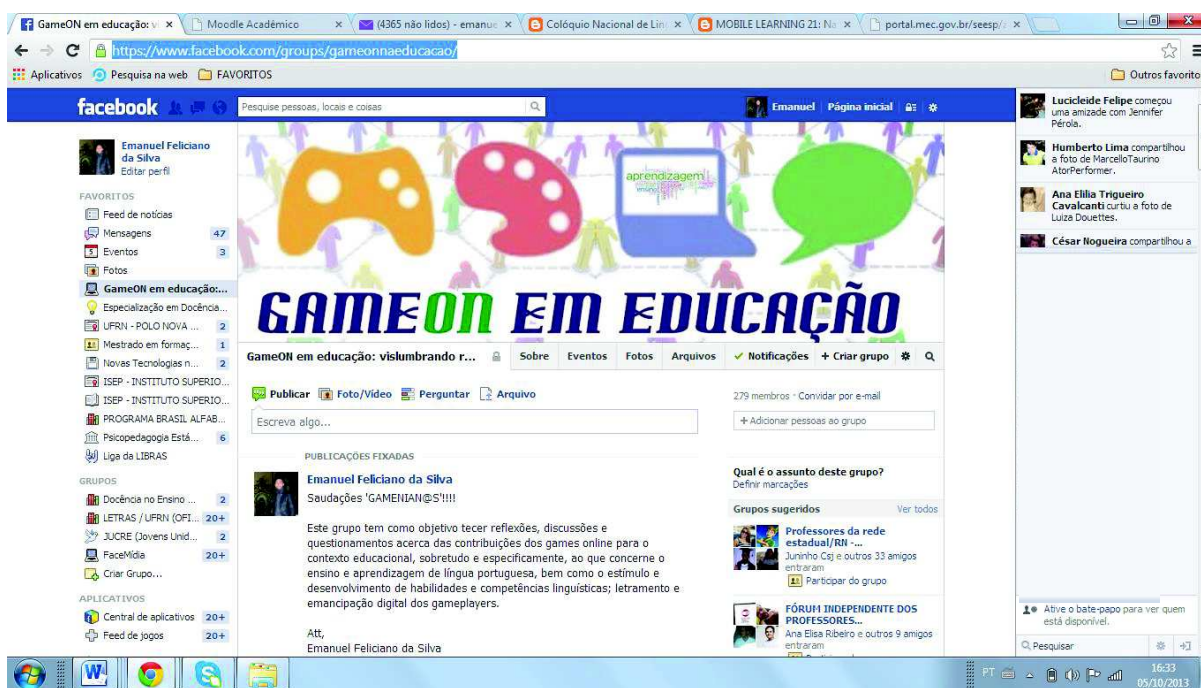 GameON em educação: v
Moodle Acadêmico
(4365 não lidos) - emanue
Colóquio Nacional de Lin
MOBILE LEARNING 21: Na
portal.mec.gov.br/seesp/
https://www.facebook.com/groups/gameonnaeducacao/
Aplicativos
Pesquisa na web
FAVORITOS
Outros favorito
facebook
Pesquise pessoas, locais e coisas
Emanuel
Página inicial
Emanuel Feliciano
da Silva
Editar perfil
FAVORITOS
Feed de notícias
Mensagens 47
Eventos 3
Fotos
GameON em educação:...
Especialização em Docência...
UFRN - POLO NOVA ... 2
Mestrado em formaç... 1
Novas Tecnologias n... 2
ISEP - INSTITUTO SUPERIO...
ISEP - INSTITUTO SUPERIO...
PROGRAMA BRASIL ALFAB...
Psicopedagogia Está... 6
Liga da LIBRAS
GRUPOS
Docência no Ensino ... 2
LETRAS / UFRN (OFI... 20+
JUCRE (Jovens Unid... 2
FaceMídia 20+
Criar Grupo...
APLICATIVOS
Central de aplicativos 20+
Feed de jogos 20+
aprendizagem
ensino
GAMEON EM EDUCAÇÃO
GameON em educação: vislumbrando r...
Sobre
Eventos
Fotos
Arquivos
Notificações
+ Criar grupo
Publicar
Foto/Vídeo
Perguntar
Arquivo
Escreva algo...
PUBLICAÇÕES FIXADAS
Emanuel Feliciano da Silva
Saudações 'GAMENIAN@S'!!!!
Este grupo tem como objetivo tecer reflexões, discussões e
questionamentos acerca das contribuições dos games online para o
contexto educacional, sobretudo e especificamente, ao que concerne o
ensino e aprendizagem de língua portuguesa, bem como o estímulo e
desenvolvimento de habilidades e competências linguísticas; letramento e
emancipação digital dos gameplayers.
Att,
Emanuel Feliciano da Silva
279 membros · Convidar por e-mail
+ Adicionar pessoas ao grupo
Qual é o assunto deste grupo?
Definir marcações
Grupos sugeridos
Ver todos
Professores da rede
estadual/RN -...
Juninho Csj e outros 33 amigos
entraram
Participar do grupo
FÓRUM INDEPENDENTE DOS
PROFESSORES...
Ana Elisa Ribeiro e outros 9 amigos
entraram
Lucicleide Felipe começou
uma amizade com Jennifer
Pérola.
Humberto Lima compartilhou
a foto de MarcelloTaurino
AtorPerformer.
Ana Elilia Trigueiro
Cavalcanti curtiu a foto de
Luiza Douettes.
César Nogueira compartilhou a
Ative o bate-papo para ver quem
está disponível.
Pesquisar
PT
16:33
05/10/2013